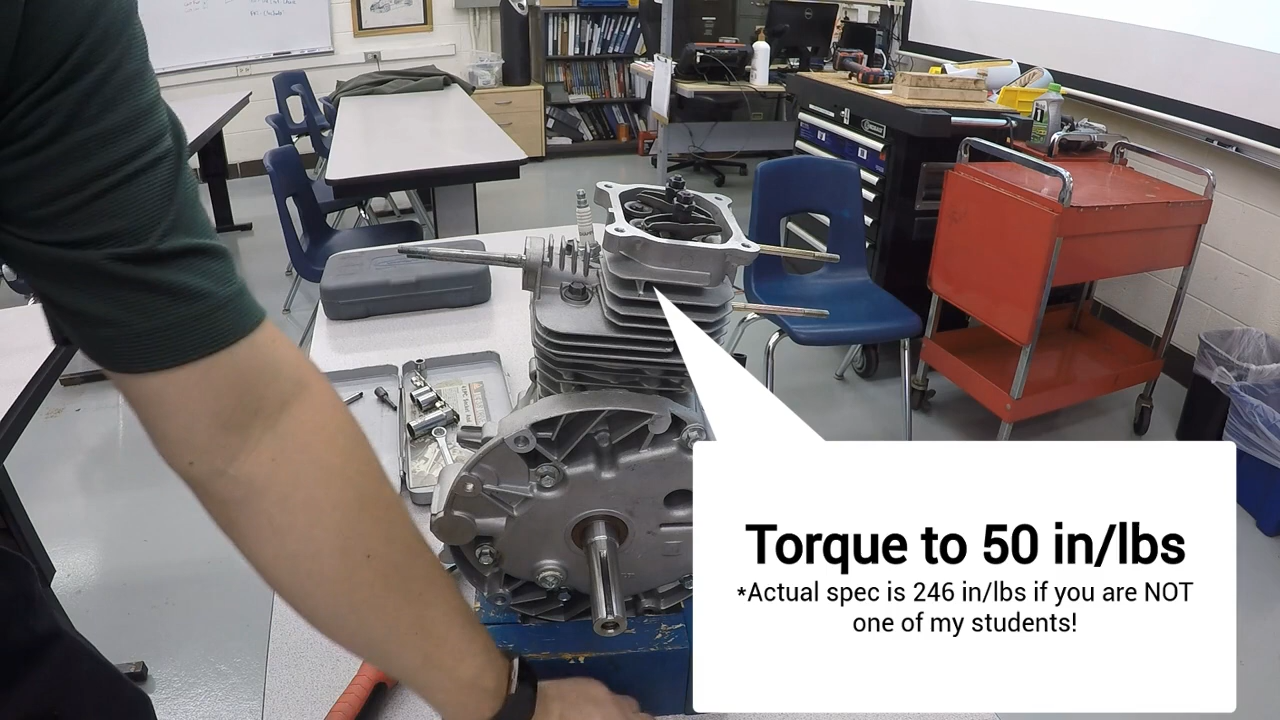 Torque to 50 in/lbs
*Actual spec is 246 in/lbs if you are NOT
one of my students!
DELL